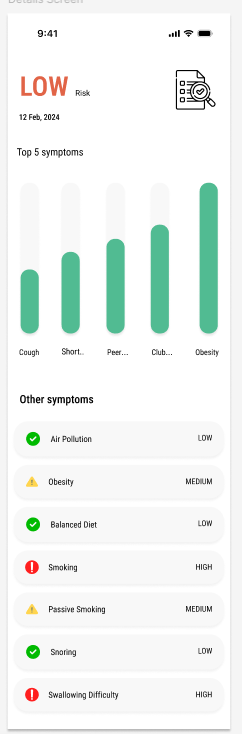 Details Screen
9:41
LOW Risk
12 Feb, 2024
Top 5 symptoms
Cough Short.. Peer... Club... Obesity
Other symptoms
Air Pollution LOW
Obesity MEDIUM
Balanced Diet LOW
Smoking HIGH
Passive Smoking MEDIUM
Snoring LOW
Swallowing Difficulty HIGH